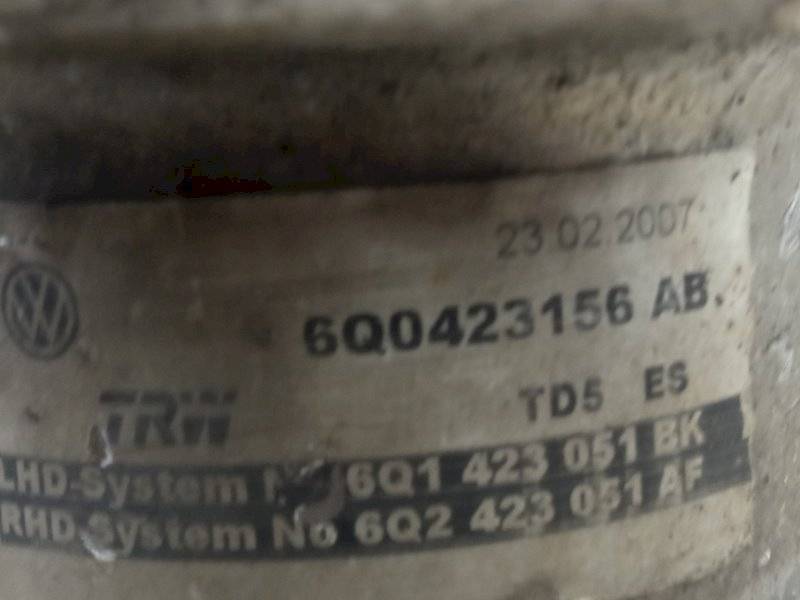 23.02.2007
6Q0423156 AB.
TRW TD5 ES
LHD-System No 6Q1 423 051 BK
RHD-System No 6Q2 423 051 AF